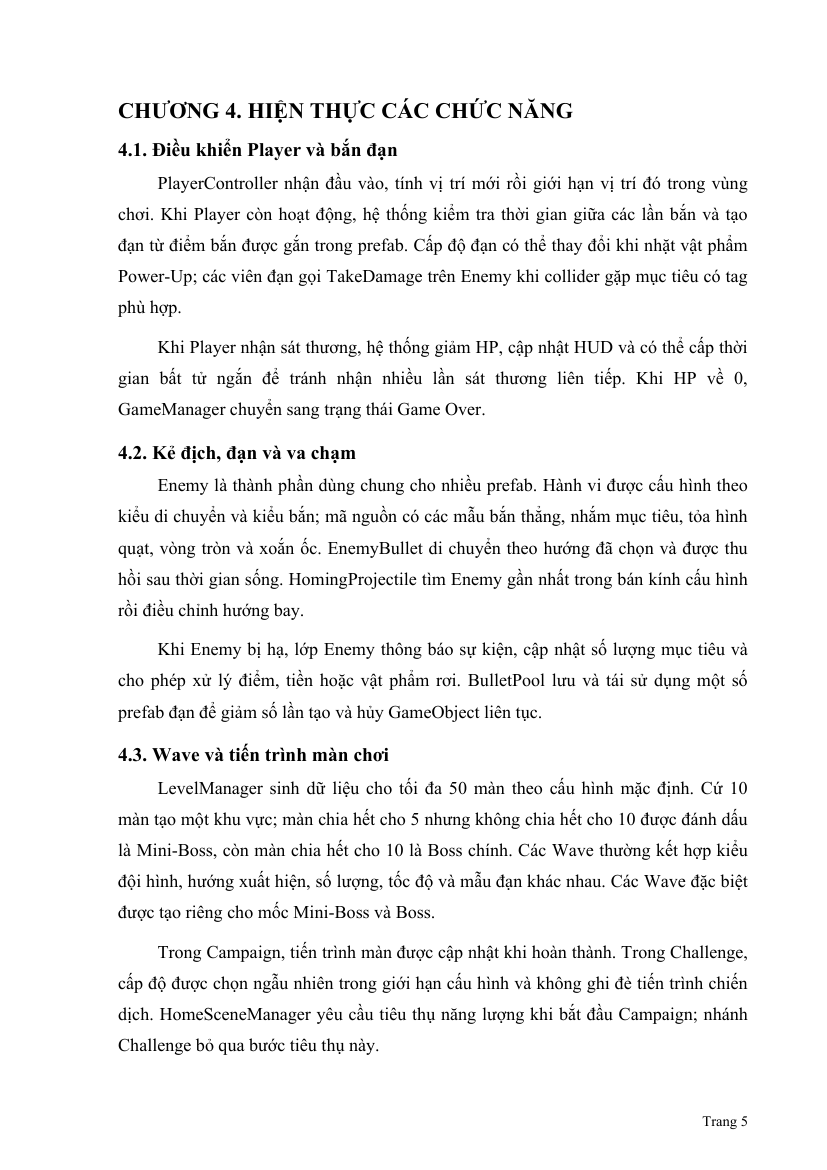 CHƯƠNG 4. HIỆN THỰC CÁC CHỨC NĂNG
4.1. Điều khiển Player và bắn đạn
PlayerController nhận đầu vào, tính vị trí mới rồi giới hạn vị trí đó trong vùng
chơi. Khi Player còn hoạt động, hệ thống kiểm tra thời gian giữa các lần bắn và tạo
đạn từ điểm bắn được gắn trong prefab. Cấp độ đạn có thể thay đổi khi nhặt vật phẩm
Power-Up; các viên đạn gọi TakeDamage trên Enemy khi collider gặp mục tiêu có tag
phù hợp.
Khi Player nhận sát thương, hệ thống giảm HP, cập nhật HUD và có thể cấp thời
gian bất tử ngắn để tránh nhận nhiều lần sát thương liên tiếp. Khi HP về 0,
GameManager chuyển sang trạng thái Game Over.
4.2. Kẻ địch, đạn và va chạm
Enemy là thành phần dùng chung cho nhiều prefab. Hành vi được cấu hình theo
kiểu di chuyển và kiểu bắn; mã nguồn có các mẫu bắn thẳng, nhắm mục tiêu, tỏa hình
quạt, vòng tròn và xoắn ốc. EnemyBullet di chuyển theo hướng đã chọn và được thu
hồi sau thời gian sống. HomingProjectile tìm Enemy gần nhất trong bán kính cấu hình
rồi điều chỉnh hướng bay.
Khi Enemy bị hạ, lớp Enemy thông báo sự kiện, cập nhật số lượng mục tiêu và
cho phép xử lý điểm, tiền hoặc vật phẩm rơi. BulletPool lưu và tái sử dụng một số
prefab đạn để giảm số lần tạo và hủy GameObject liên tục.
4.3. Wave và tiến trình màn chơi
LevelManager sinh dữ liệu cho tối đa 50 màn theo cấu hình mặc định. Cứ 10
màn tạo một khu vực; màn chia hết cho 5 nhưng không chia hết cho 10 được đánh dấu
là Mini-Boss, còn màn chia hết cho 10 là Boss chính. Các Wave thường kết hợp kiểu
đội hình, hướng xuất hiện, số lượng, tốc độ và mẫu đạn khác nhau. Các Wave đặc biệt
được tạo riêng cho mốc Mini-Boss và Boss.
Trong Campaign, tiến trình màn được cập nhật khi hoàn thành. Trong Challenge,
cấp độ được chọn ngẫu nhiên trong giới hạn cấu hình và không ghi đè tiến trình chiến
dịch. HomeSceneManager yêu cầu tiêu thụ năng lượng khi bắt đầu Campaign; nhánh
Challenge bỏ qua bước tiêu thụ này.
Trang 5